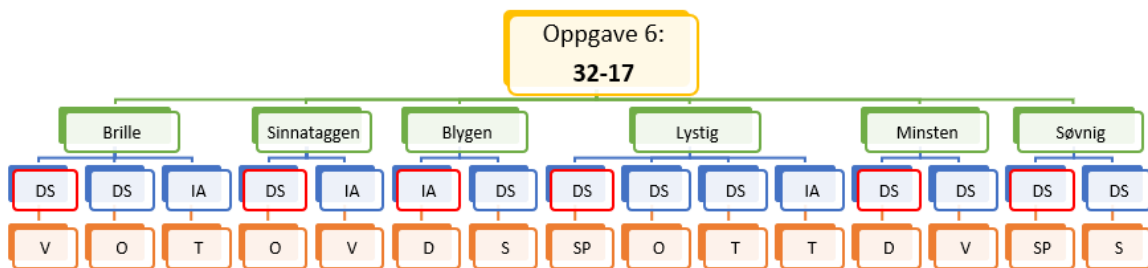 Oppgave 6:
32-17
Brille Sinnataggen Blygen Lystig Minsten Søvnig
DS DS IA DS IA IA DS DS DS DS IA DS DS DS DS
V O T O V D S SP O T T D V SP S